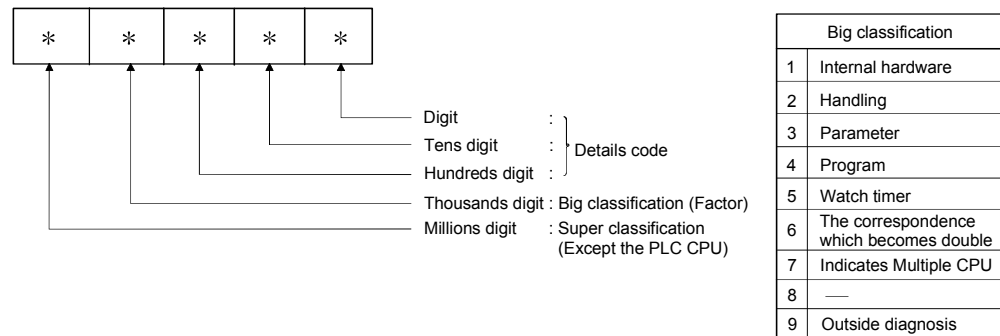 * * * * *
Digit :
Tens digit : Details code
Hundreds digit :
Thousands digit : Big classification (Factor)
Millions digit : Super classification
(Except the PLC CPU)
Big classification
1 Internal hardware
2 Handling
3 Parameter
4 Program
5 Watch timer
6 The correspondence
which becomes double
7 Indicates Multiple CPU
8 —
9 Outside diagnosis